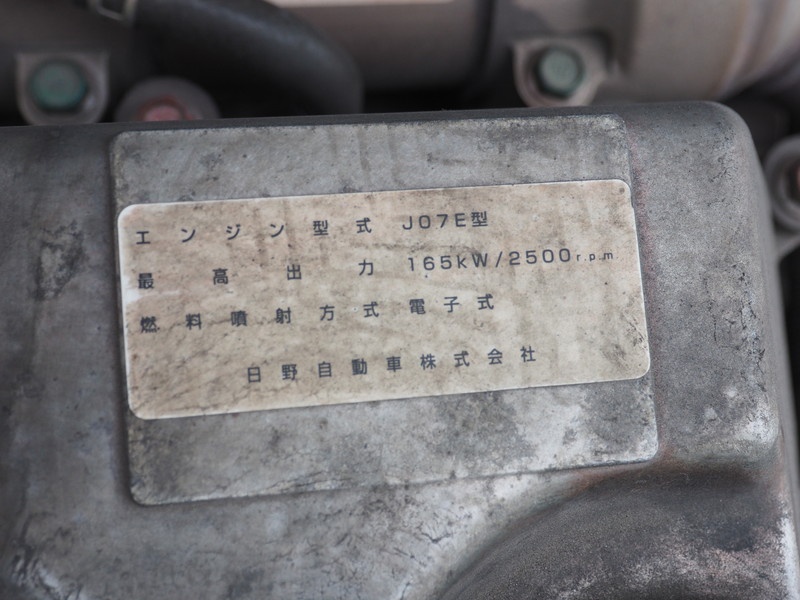 エンジン型式 J07E型
最高出力 165kW/2500r.p.m
燃料噴射方式 電子式
日野自動車株式会社